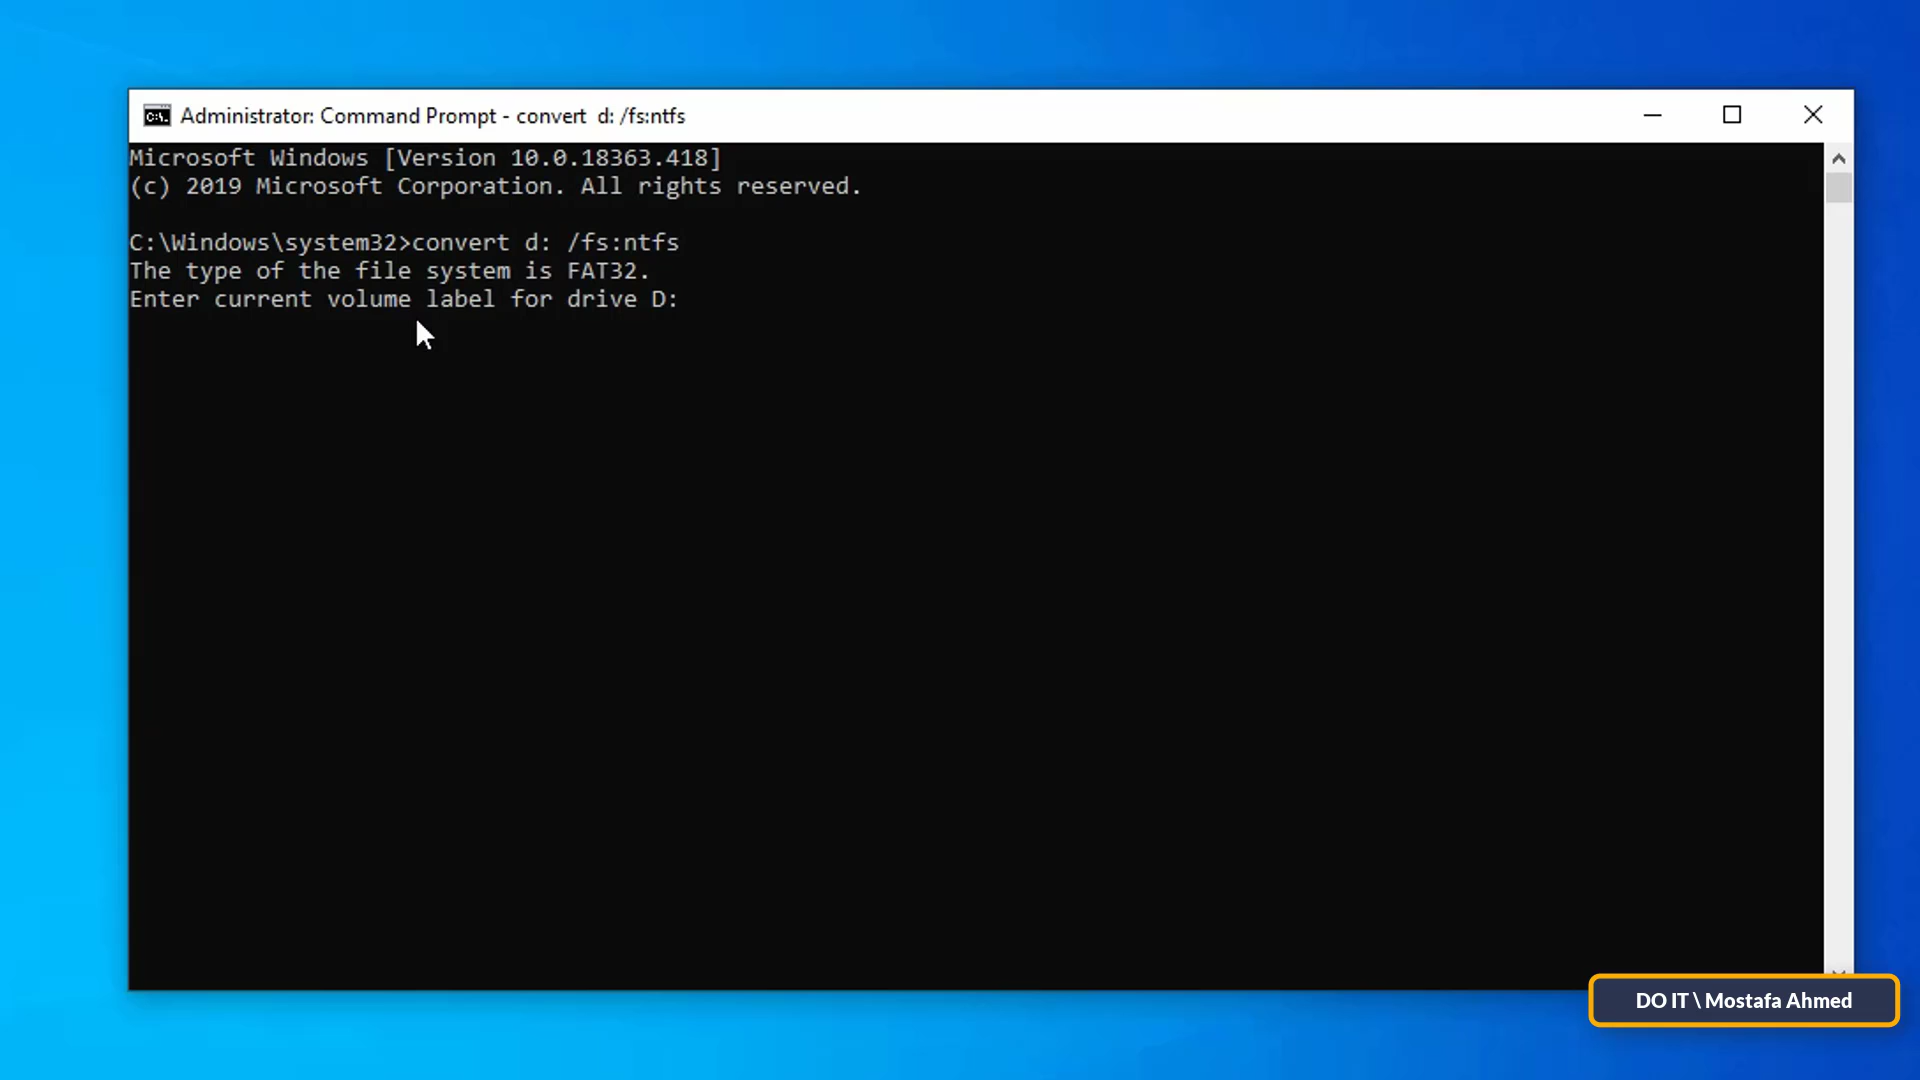 Administrator: Command Prompt - convert  d: /fs:ntfs
Microsoft Windows [Version 10.0.18363.418]
(c) 2019 Microsoft Corporation. All rights reserved.
C:\Windows\system32>convert d: /fs:ntfs
The type of the file system is FAT32.
Enter current volume label for drive D:
DO IT \ Mostafa Ahmed